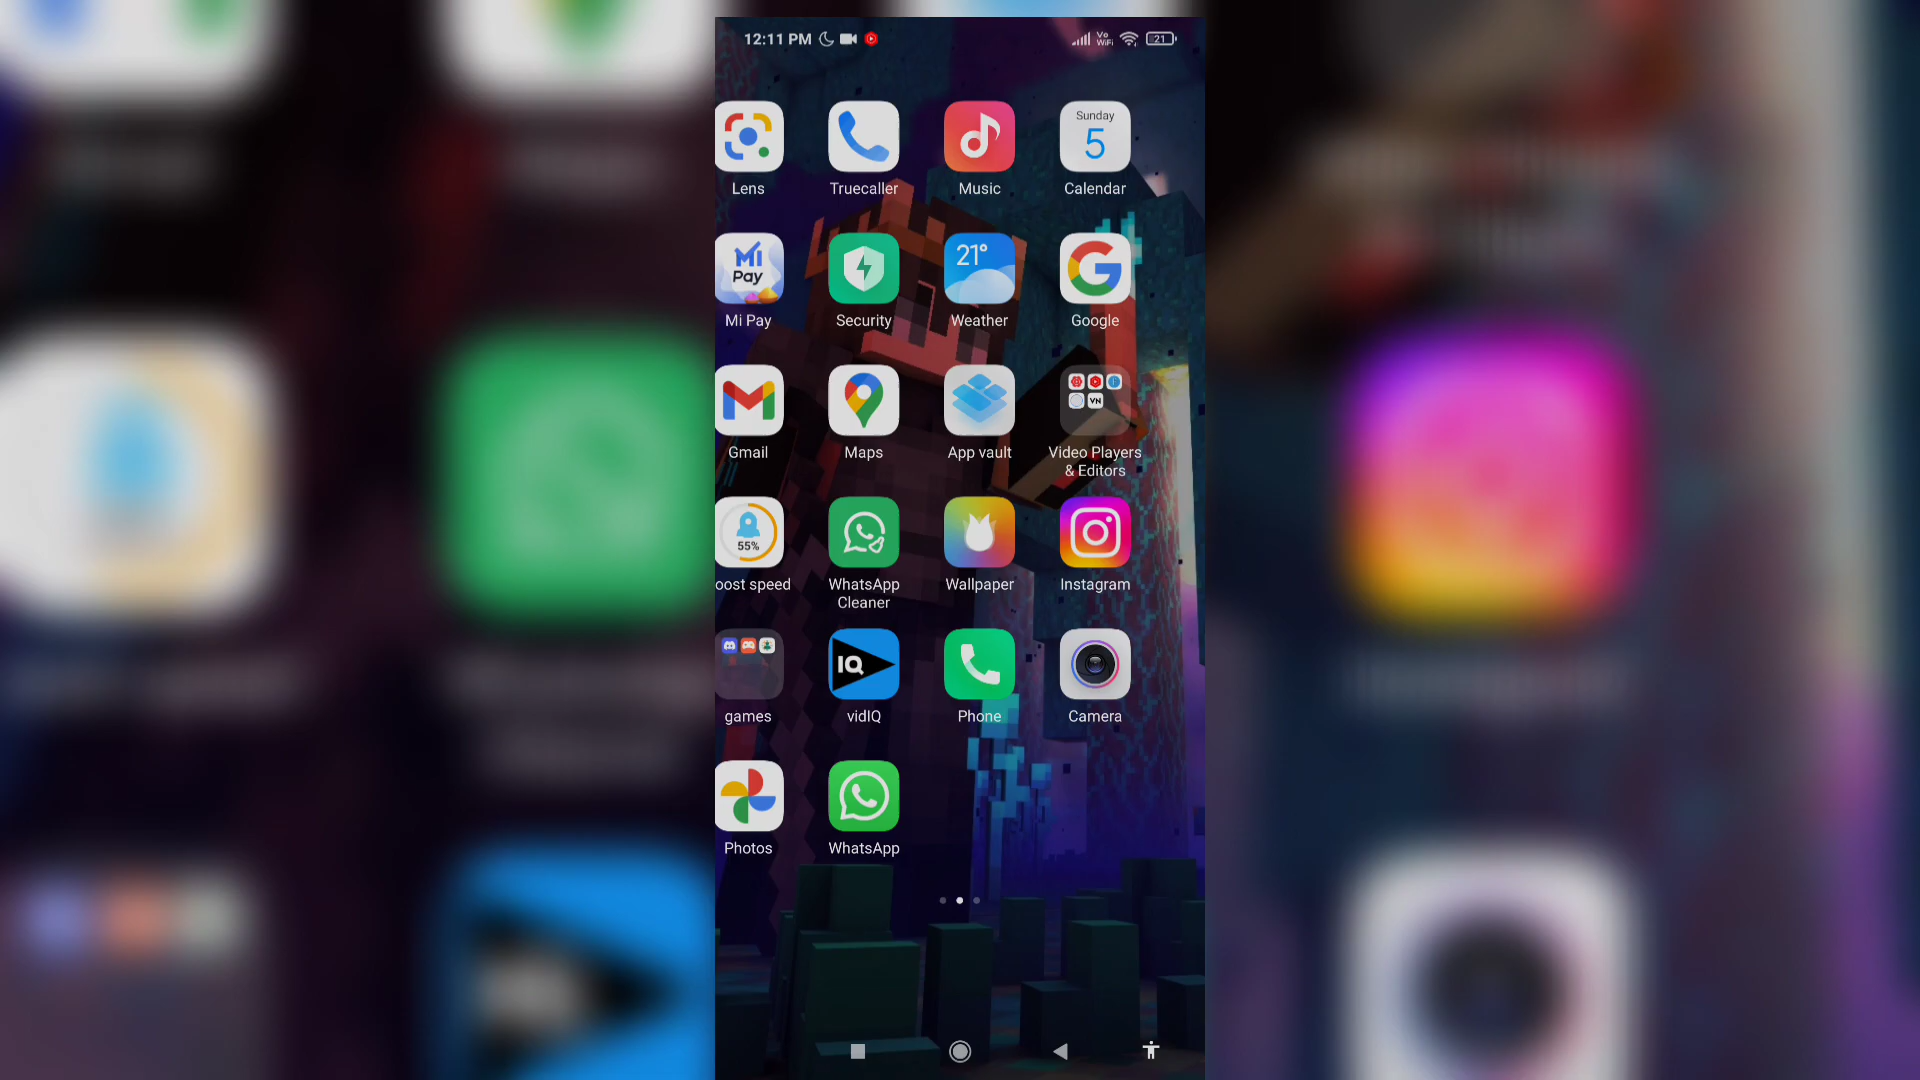 12:11 PM
Vo
WiFi
21
Sunday
5
Lens
Truecaller
Music
Calendar
Mi
Pay
21°
Mi Pay
Security
Weather
Google
VN
Gmail
Maps
App vault
Video Players
& Editors
55%
oost speed
WhatsApp
Cleaner
Wallpaper
Instagram
IQ
games
vidIQ
Phone
Camera
Photos
WhatsApp